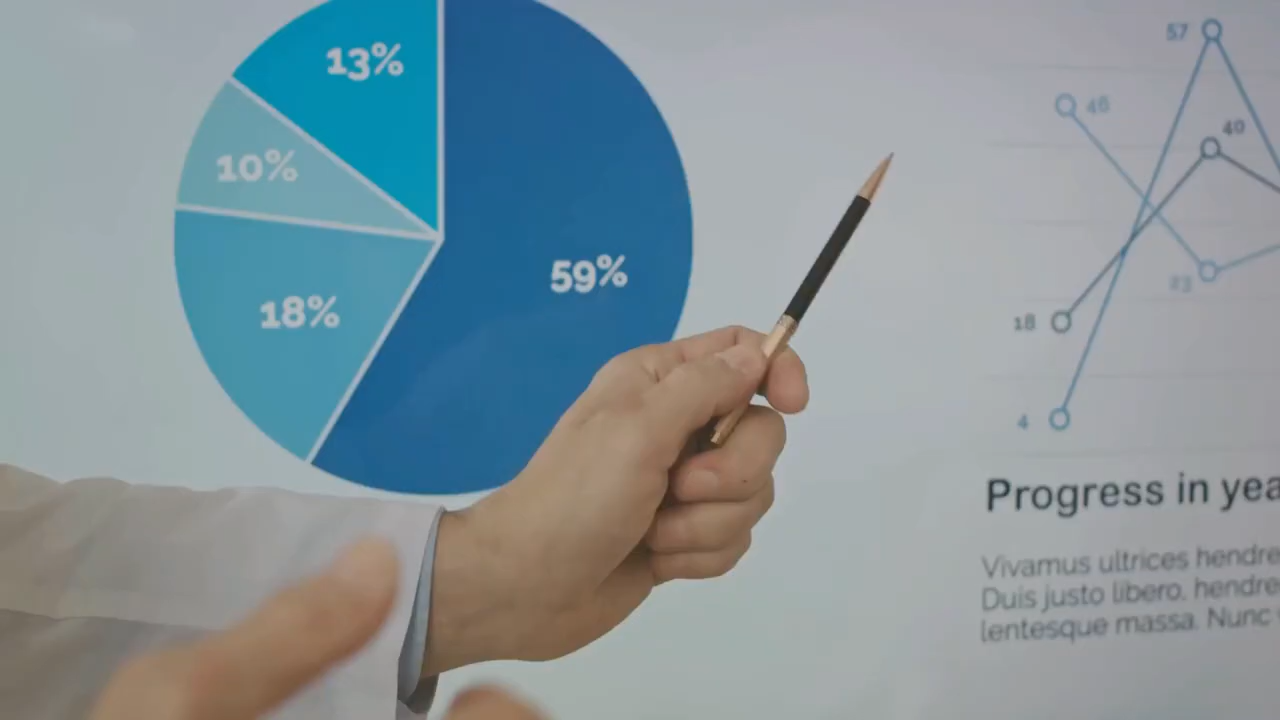 13%
10%
18%
59%
57
46
40
18
4
Progress in yea
Vivamus ultrices hendre
Duis justo libero, hendre
lentesque massa. Nunc